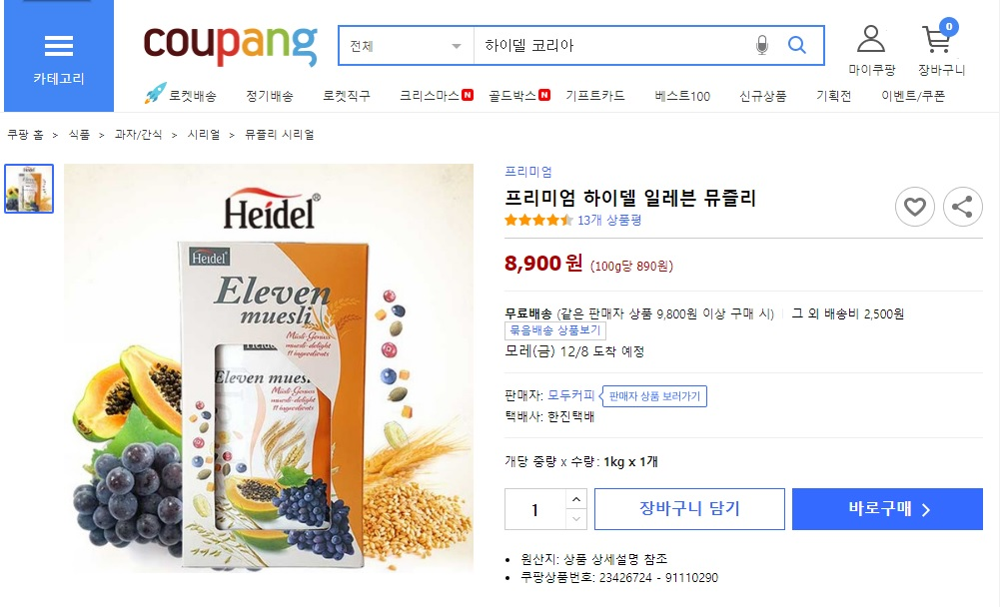 카테고리
coupang
전체
하이델 코리아
마이쿠팡
0
장바구니
로켓배송 정기배송 로켓직구 크리스마스 N 골드박스 N 기프트카드 베스트100 신규상품 기획전 이벤트/쿠폰
쿠팡 홈 > 식품 > 과자/간식 > 시리얼 > 뮤즐리 시리얼
Heidel®
Heidel
Eleven
muesli
Müsli-Genuss
muesli-delight
11 ingredients
Eleven mues
Müsli-Genuss
muesli-delight
11 ingredients
프리미엄
프리미엄 하이델 일레븐 뮤즐리
13개 상품평
8,900원 (100g당 890원)
무료배송 (같은 판매자 상품 9,800원 이상 구매 시) | 그 외 배송비 2,500원
묶음배송 상품보기
모레(금) 12/8 도착 예정
판매자: 모두커피 판매자 상품 보러가기
택배사: 한진택배
개당 중량 x 수량: 1kg x 1개
1
장바구니 담기
바로구매 >
• 원산지: 상품 상세설명 참조
• 쿠팡상품번호: 23426724 - 91110290